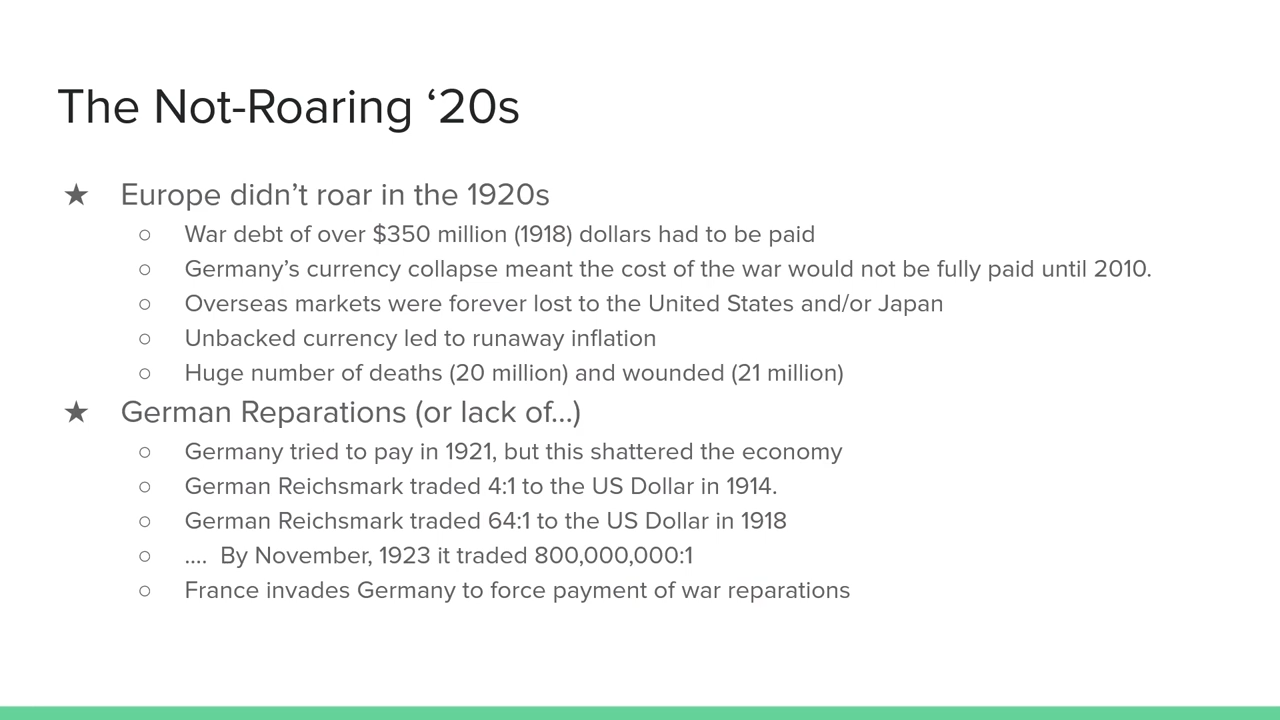 The Not-Roaring ‘20s
★ Europe didn’t roar in the 1920s
○ War debt of over $350 million (1918) dollars had to be paid
○ Germany’s currency collapse meant the cost of the war would not be fully paid until 2010.
○ Overseas markets were forever lost to the United States and/or Japan
○ Unbacked currency led to runaway inflation
○ Huge number of deaths (20 million) and wounded (21 million)
★ German Reparations (or lack of...)
○ Germany tried to pay in 1921, but this shattered the economy
○ German Reichsmark traded 4:1 to the US Dollar in 1914.
○ German Reichsmark traded 64:1 to the US Dollar in 1918
○ .... By November, 1923 it traded 800,000,000:1
○ France invades Germany to force payment of war reparations